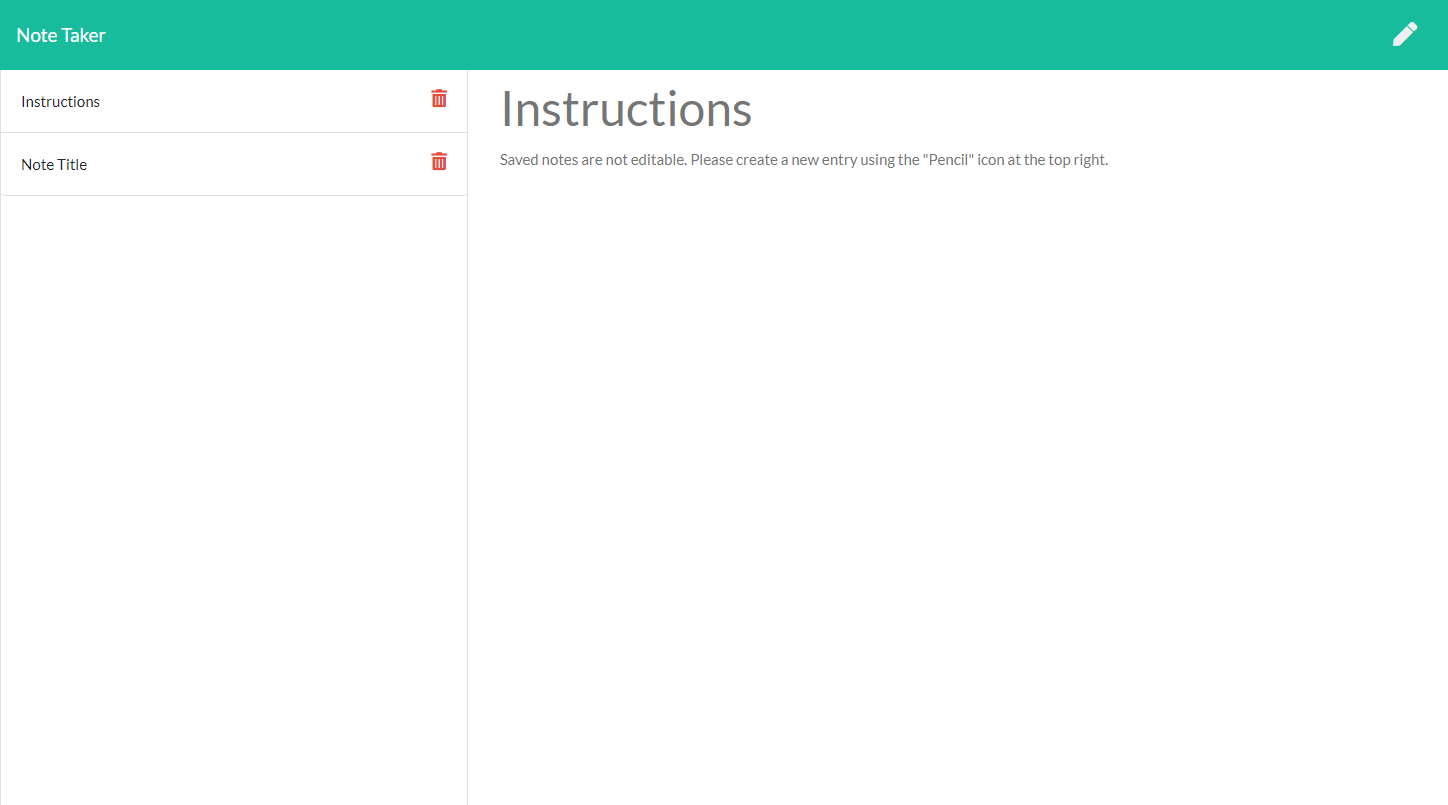 Note Taker
Instructions
Note Title
Instructions
Saved notes are not editable. Please create a new entry using the "Pencil" icon at the top right.